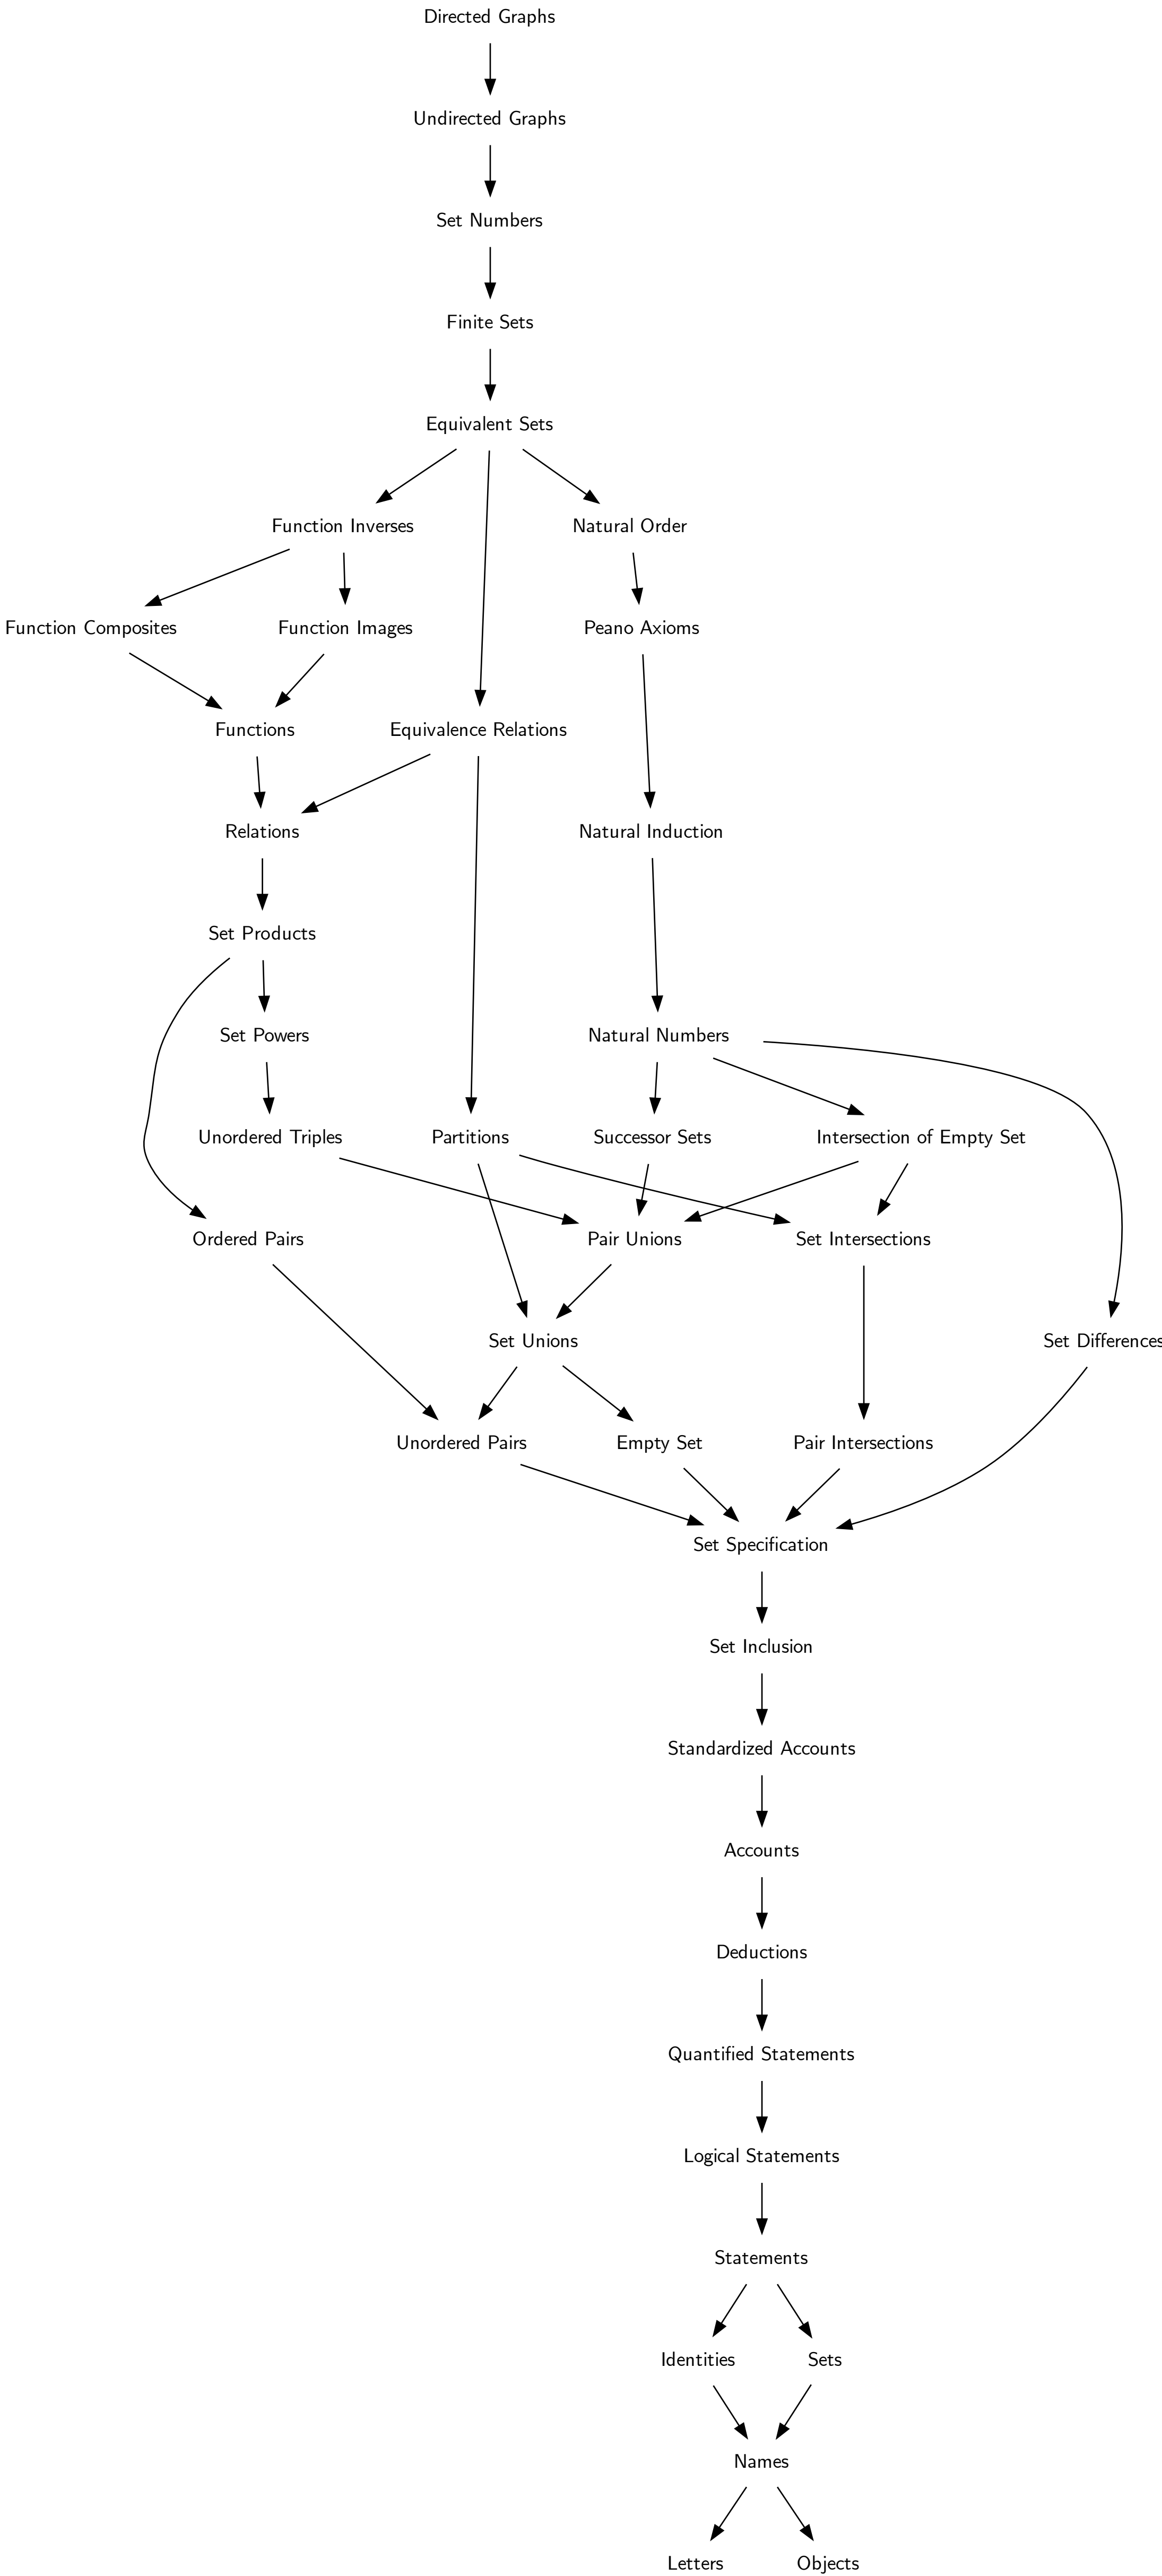 Directed Graphs
Undirected Graphs
Set Numbers
Finite Sets
Equivalent Sets
Function Inverses
Natural Order
Function Composites
Function Images
Peano Axioms
Functions
Equivalence Relations
Relations
Natural Induction
Set Products
Set Powers
Natural Numbers
Unordered Triples
Partitions
Successor Sets
Intersection of Empty Set
Ordered Pairs
Pair Unions
Set Intersections
Set Unions
Set Differences
Unordered Pairs
Empty Set
Pair Intersections
Set Specification
Set Inclusion
Standardized Accounts
Accounts
Deductions
Quantified Statements
Logical Statements
Statements
Identities
Sets
Names
Letters
Objects